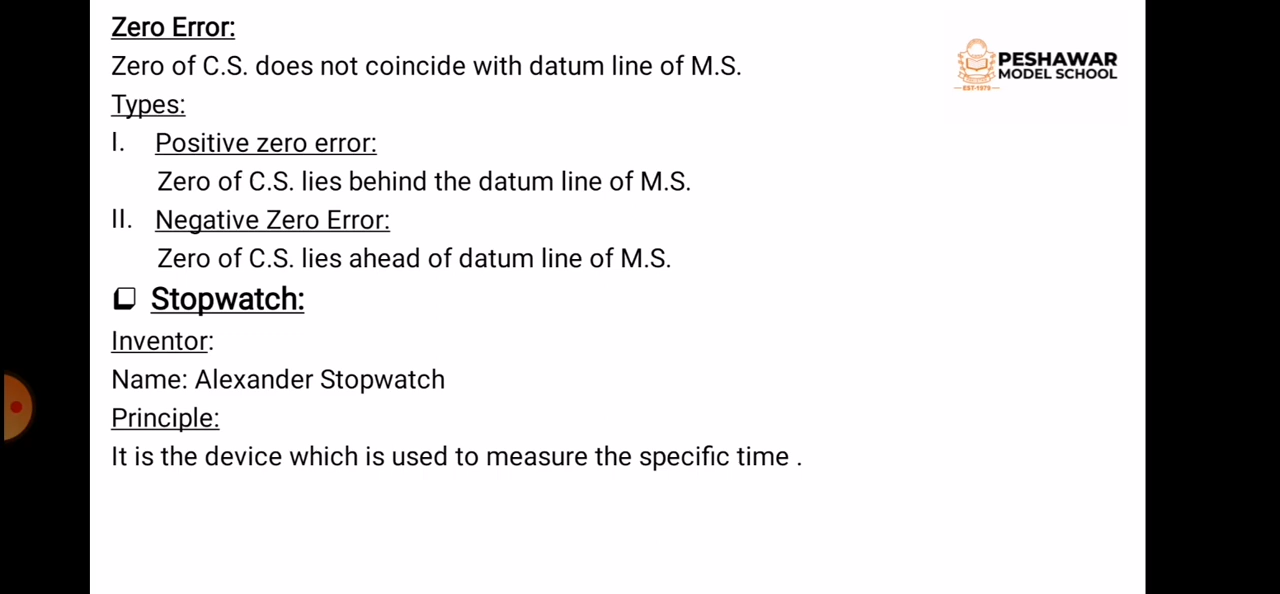 Zero Error:
Zero of C.S. does not coincide with datum line of M.S.
Types:
I. Positive zero error:
Zero of C.S. lies behind the datum line of M.S.
II. Negative Zero Error:
Zero of C.S. lies ahead of datum line of M.S.
❑ Stopwatch:
Inventor:
Name: Alexander Stopwatch
Principle:
It is the device which is used to measure the specific time .
PESHAWAR
MODEL SCHOOL
EST-1979